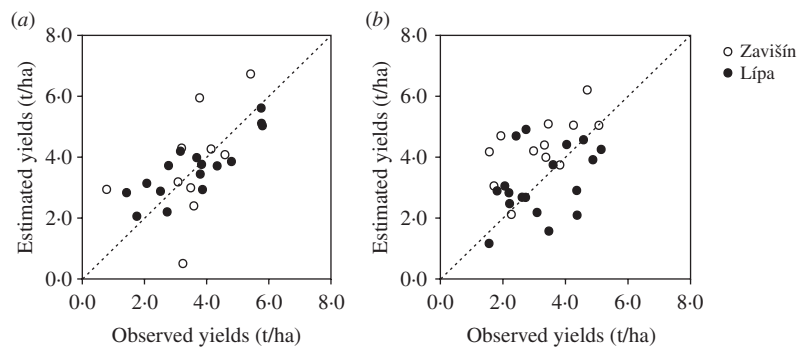 (a)
(b)
8·0
6·0
4·0
2·0
0·0
Estimated yields (t/ha)
0·0 2·0 4·0 6·0 8·0
Observed yields (t/ha)
8·0
6·0
4·0
2·0
0·0
Estimated yields (t/ha)
0·0 2·0 4·0 6·0 8·0
Observed yields (t/ha)
Zavišín
Lípa